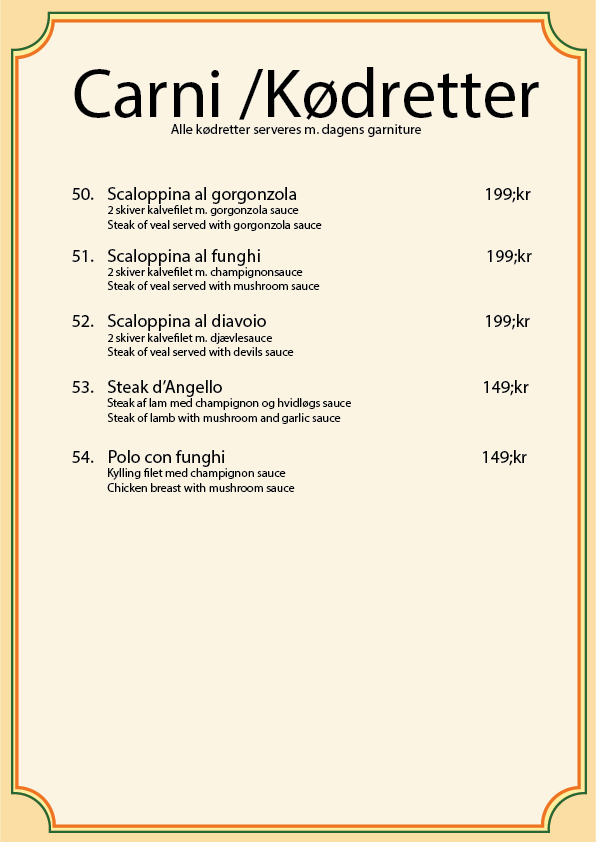 Carni /Kødretter
Alle kødretter serveres m. dagens garniture
50. Scaloppina al gorgonzola 199;kr
2 skiver kalvefilet m. gorgonzola sauce
Steak of veal served with gorgonzola sauce
51. Scaloppina al funghi 199;kr
2 skiver kalvefilet m. champignonsauce
Steak of veal served with mushroom sauce
52. Scaloppina al diavoio 199;kr
2 skiver kalvefilet m. djævlesauce
Steak of veal served with devils sauce
53. Steak d’Angello 149;kr
Steak af lam med champignon og hvidløgs sauce
Steak of lamb with mushroom and garlic sauce
54. Polo con funghi 149;kr
Kylling filet med champignon sauce
Chicken breast with mushroom sauce